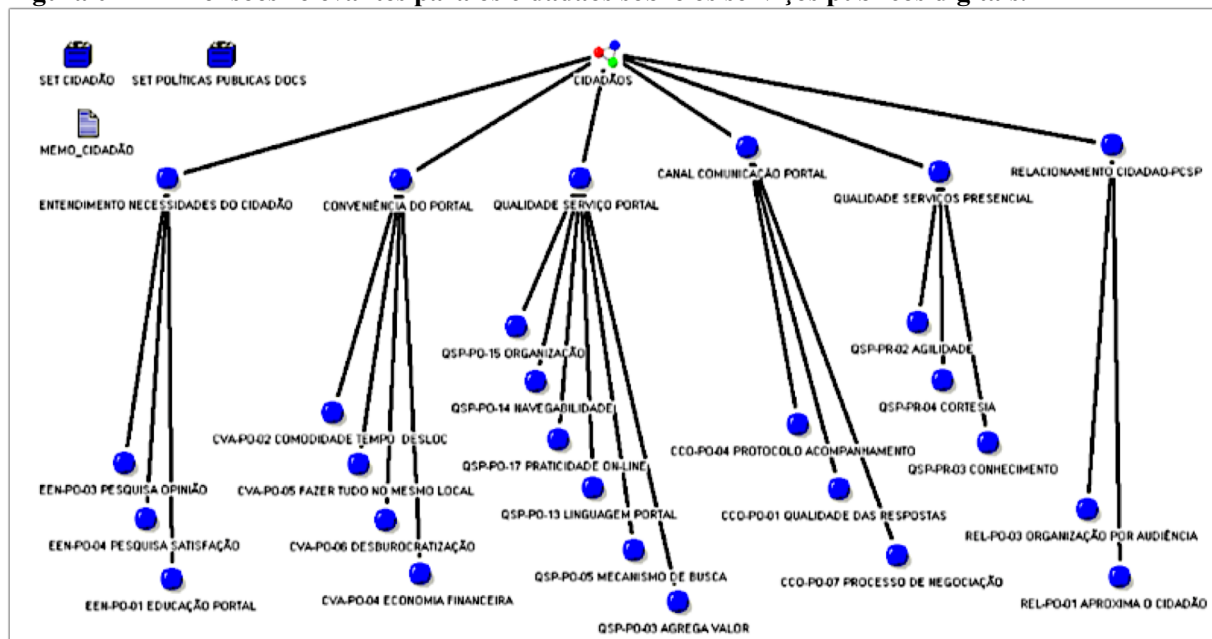 SET CIDADÃO
SET POLÍTICAS PUBLICAS DOCS
CIDADÃOS
MEMO_CIDADÃO
ENTENDIMENTO NECESSIDADES DO CIDADÃO
CONVENIÊNCIA DO PORTAL
QUALIDADE SERVIÇO PORTAL
CANAL COMUNICAÇÃO PORTAL
QUALIDADE SERVIÇOS PRESENCIAL
RELACIONAMENTO CIDADAO-PCSP
EEN-PO-03 PESQUISA OPINIÃO
EEN-PO-04 PESQUISA SATISFAÇÃO
EEN-PO-01 EDUCAÇÃO PORTAL
CVA-PO-02 COMODIDADE TEMPO DESLOC
CVA-PO-05 FAZER TUDO NO MESMO LOCAL
CVA-PO-06 DESBUROCRATIZAÇÃO
CVA-PO-04 ECONOMIA FINANCEIRA
QSP-PO-15 ORGANIZAÇÃO
QSP-PO-14 NAVEGABILIDADE
QSP-PO-17 PRATICIDADE ON-LINE
QSP-PO-13 LINGUAGEM PORTAL
QSP-PO-05 MECANISMO DE BUSCA
QSP-PO-03 AGREGA VALOR
CCO-PO-04 PROTOCOLO ACOMPANHAMENTO
CCO-PO-01 QUALIDADE DAS RESPOSTAS
CCO-PO-07 PROCESSO DE NEGOCIAÇÃO
QSP-PR-02 AGILIDADE
QSP-PR-04 CORTESIA
QSP-PR-03 CONHECIMENTO
REL-PO-03 ORGANIZAÇÃO POR AUDIÊNCIA
REL-PO-01 APROXIMA O CIDADÃO